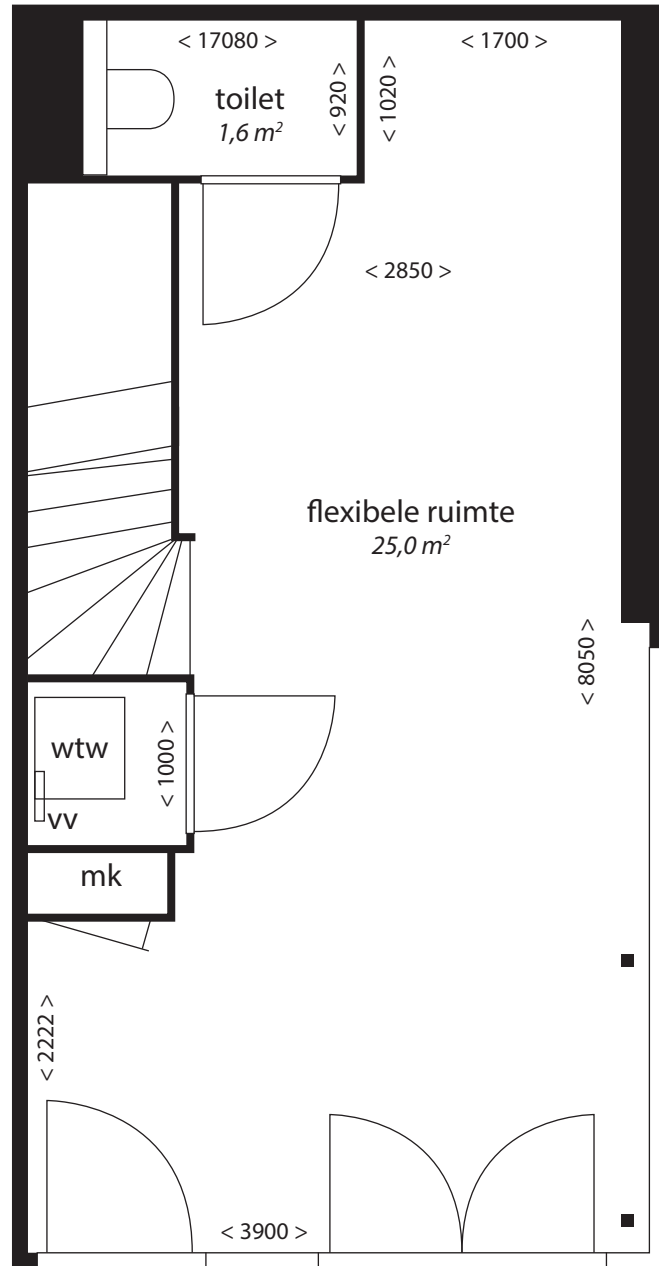 < 17080 >
< 1700 >
toilet
1,6 m²
< 920 >
< 1020 >
< 2850 >
flexibele ruimte
25,0 m²
< 8050 >
wtw
< 1000 >
vv
mk
< 2222 >
< 3900 >